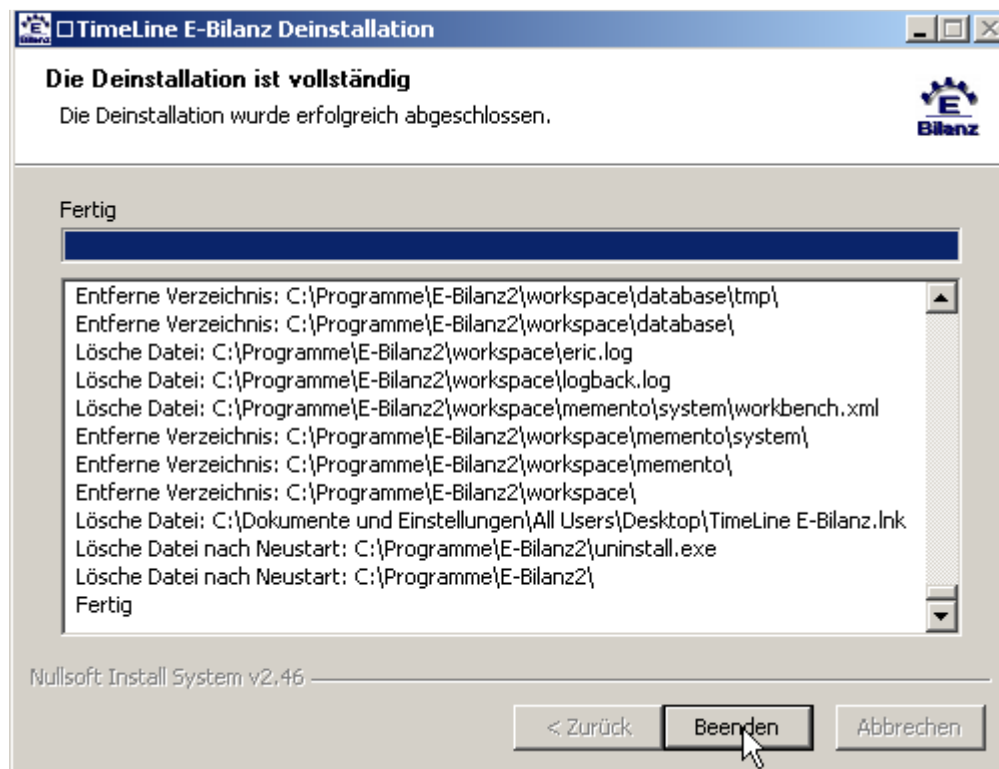 E
Bilanz
TimeLine E-Bilanz Deinstallation
Die Deinstallation ist vollständig
Die Deinstallation wurde erfolgreich abgeschlossen.
E
Bilanz
Fertig
Entferne Verzeichnis: C:\Programme\E-Bilanz2\workspace\database\tmp\
Entferne Verzeichnis: C:\Programme\E-Bilanz2\workspace\database\
Lösche Datei: C:\Programme\E-Bilanz2\workspace\eric.log
Lösche Datei: C:\Programme\E-Bilanz2\workspace\logback.log
Lösche Datei: C:\Programme\E-Bilanz2\workspace\memento\system\workbench.xml
Entferne Verzeichnis: C:\Programme\E-Bilanz2\workspace\memento\system\
Entferne Verzeichnis: C:\Programme\E-Bilanz2\workspace\memento\
Entferne Verzeichnis: C:\Programme\E-Bilanz2\workspace\
Lösche Datei: C:\Dokumente und Einstellungen\All Users\Desktop\TimeLine E-Bilanz.lnk
Lösche Datei nach Neustart: C:\Programme\E-Bilanz2\uninstall.exe
Lösche Datei nach Neustart: C:\Programme\E-Bilanz2\
Fertig
Nullsoft Install System v2.46
< Zurück
Beenden
Abbrechen